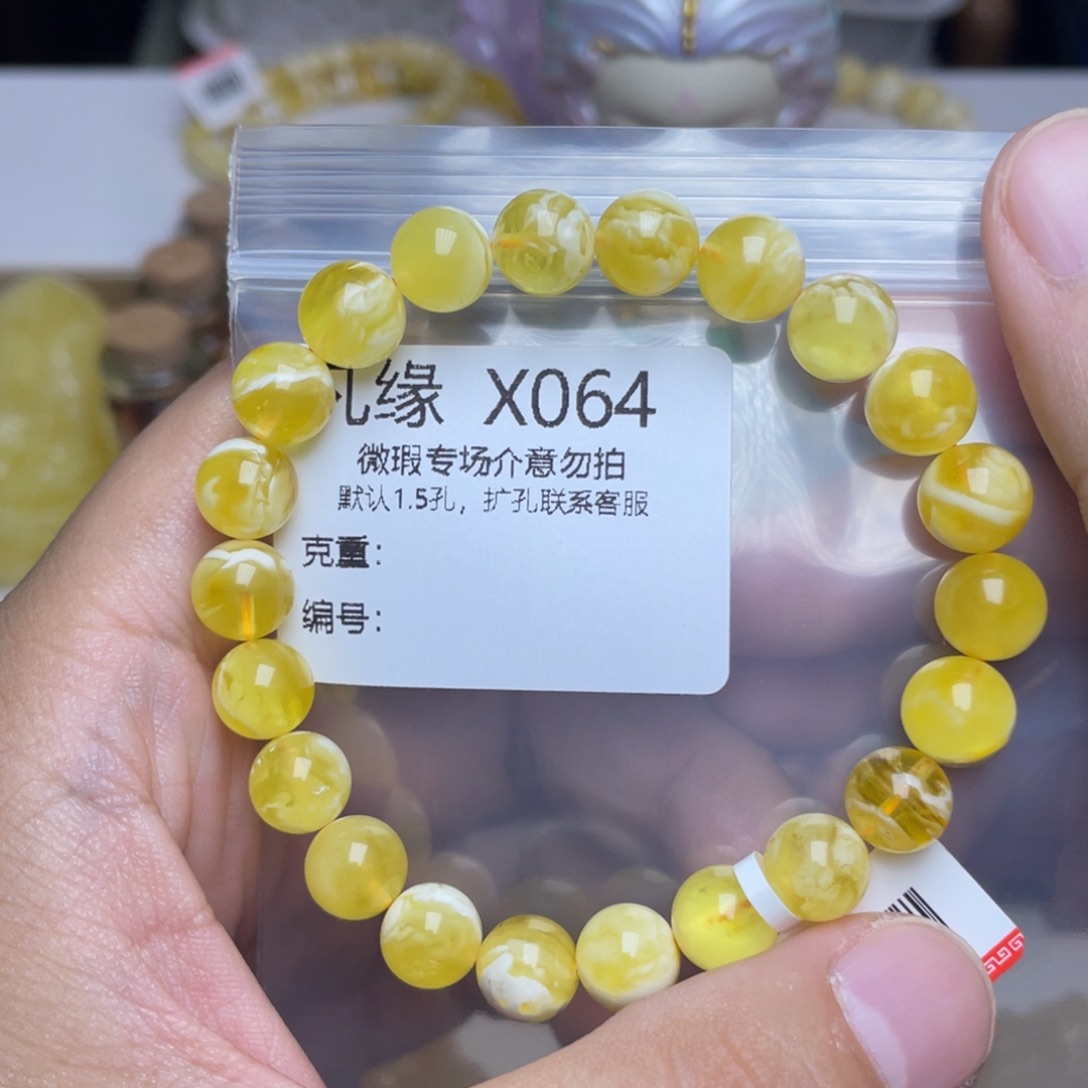 缘 X064
微瑕专场介意勿拍
默认1.5孔，扩孔联系客服
克重：
编号：